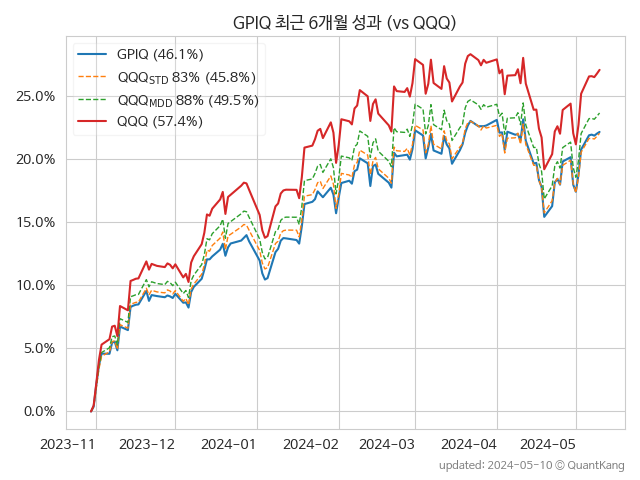 GPIQ 최근 6개월 성과 (vs QQQ)
GPIQ (46.1%)
QQQSTD 83% (45.8%)
QQQMDD 88% (49.5%)
QQQ (57.4%)
25.0%
20.0%
15.0%
10.0%
5.0%
0.0%
2023-11 2023-12 2024-01 2024-02 2024-03 2024-04 2024-05
updated: 2024-05-10 © QuantKang